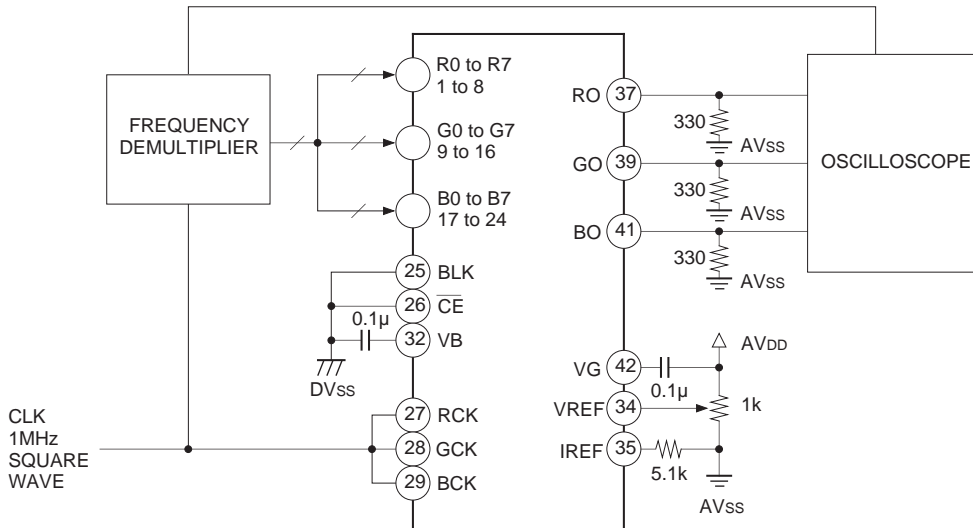 FREQUENCY
DEMULTIPLIER
R0 to R7
1 to 8
G0 to G7
9 to 16
B0 to B7
17 to 24
25 BLK
26 CE
0.1µ
32 VB
DVss
CLK
1MHz
SQUARE
WAVE
27 RCK
28 GCK
29 BCK
RO 37
330
AVss
GO 39
330
AVss
BO 41
330
AVss
OSCILLOSCOPE
AVDD
VG 42
0.1µ
VREF 34
1k
IREF 35
5.1k
AVss